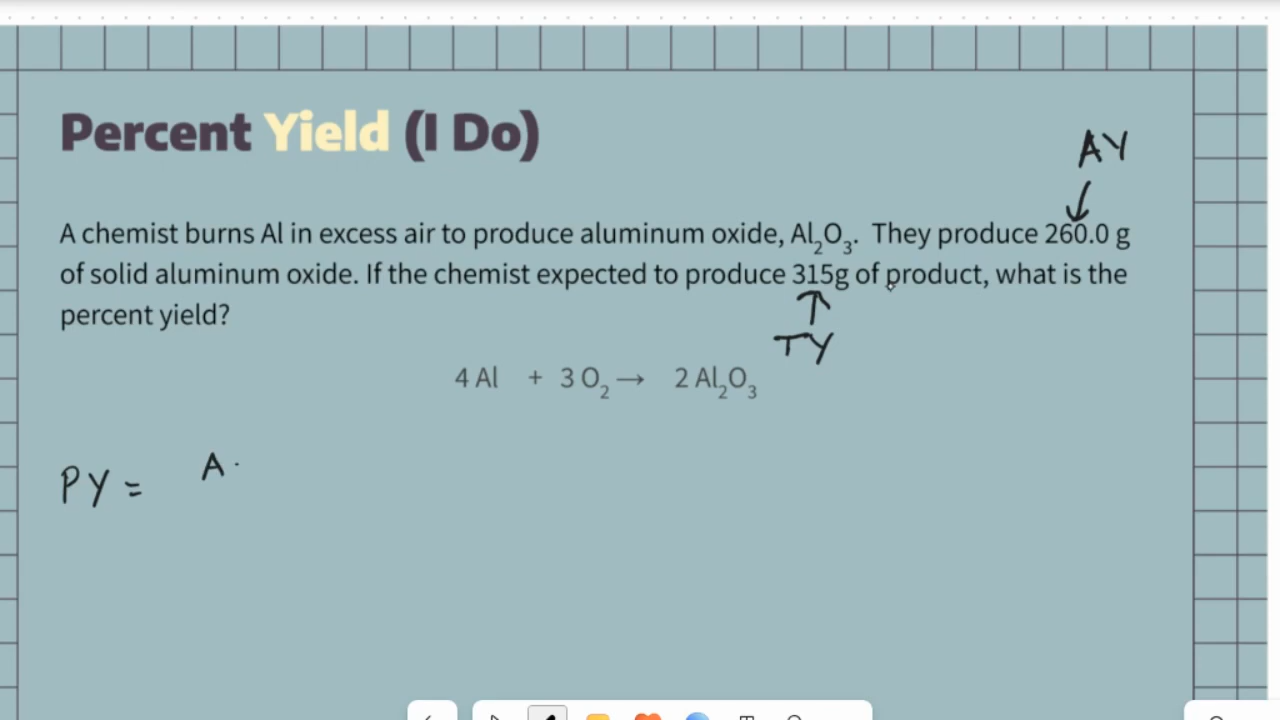 Percent Yield (I Do)
AY
A chemist burns Al in excess air to produce aluminum oxide, Al₂O₃. They produce 260.0 g
of solid aluminum oxide. If the chemist expected to produce 315g of product, what is the
percent yield?
TY
4 Al + 3 O₂ → 2 Al₂O₃
PY = A